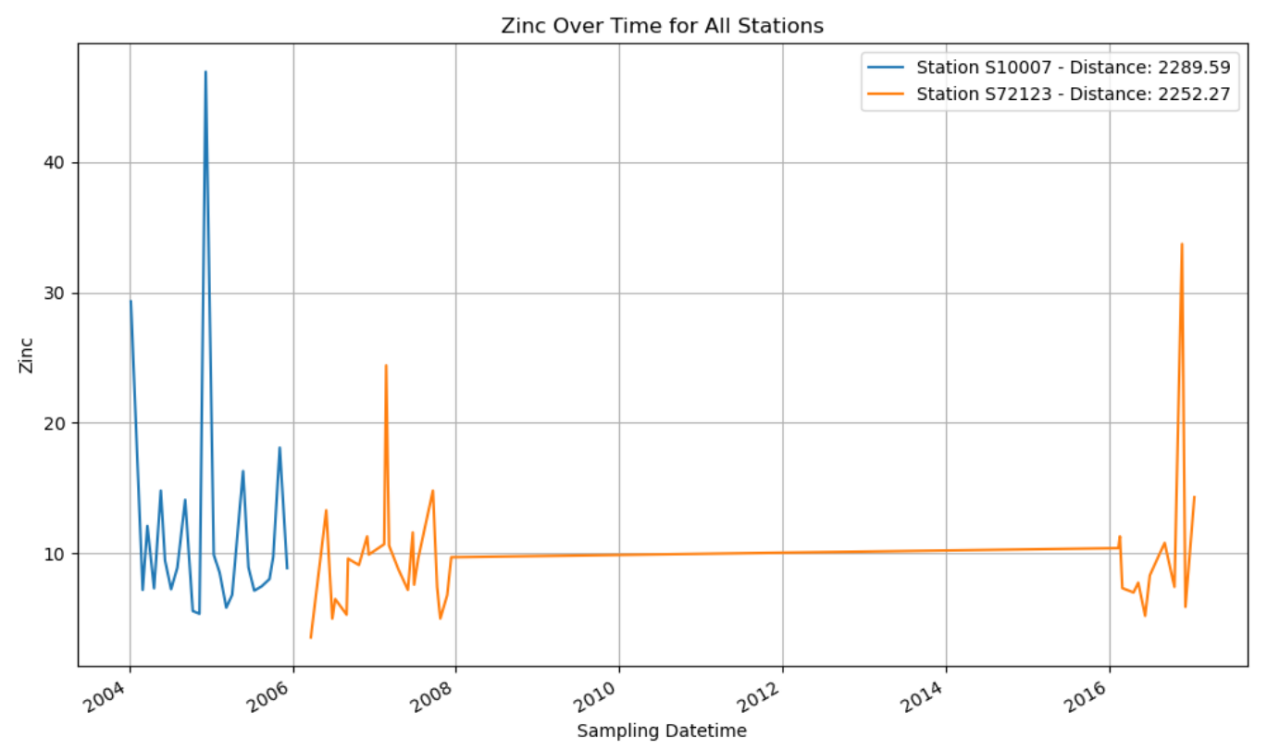 Zinc Over Time for All Stations
Station S10007 - Distance: 2289.59
Station S72123 - Distance: 2252.27
Zinc
40
30
20
10
2004
2006
2008
2010
2012
2014
2016
Sampling Datetime